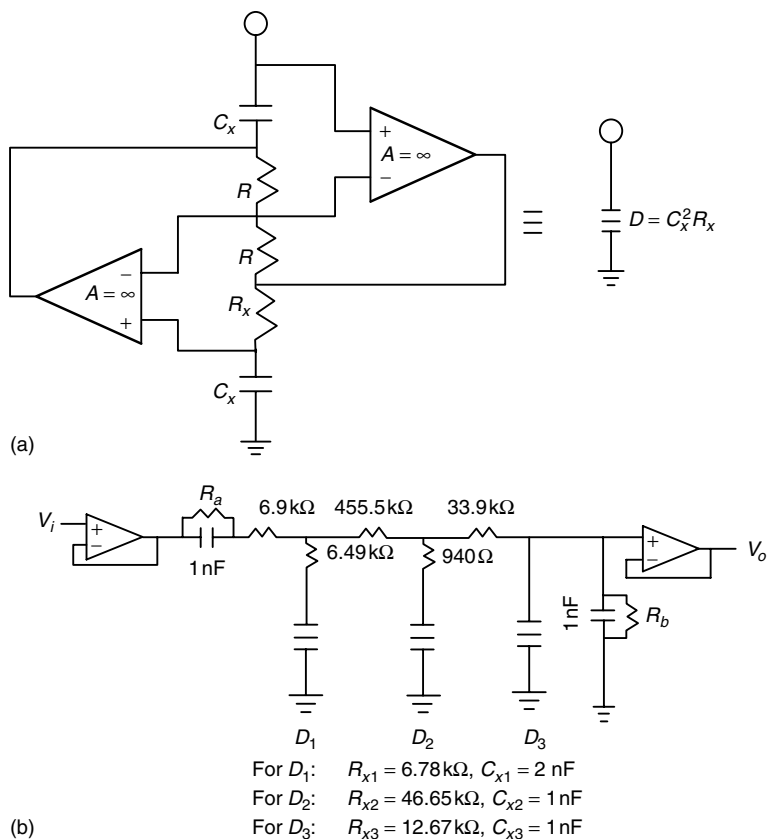 C_x
+
A = ∞
−
R
R
−
A = ∞
+
R_x
C_x
≡
D = C_x^2 R_x
(a)
R_a
6.9 kΩ
455.5 kΩ
33.9 kΩ
V_i
+
−
1 nF
6.49 kΩ
940 Ω
+
−
V_o
1 nF
R_b
D_1
D_2
D_3
For D_1: R_x1 = 6.78 kΩ, C_x1 = 2 nF
For D_2: R_x2 = 46.65 kΩ, C_x2 = 1 nF
(b)
For D_3: R_x3 = 12.67 kΩ, C_x3 = 1 nF